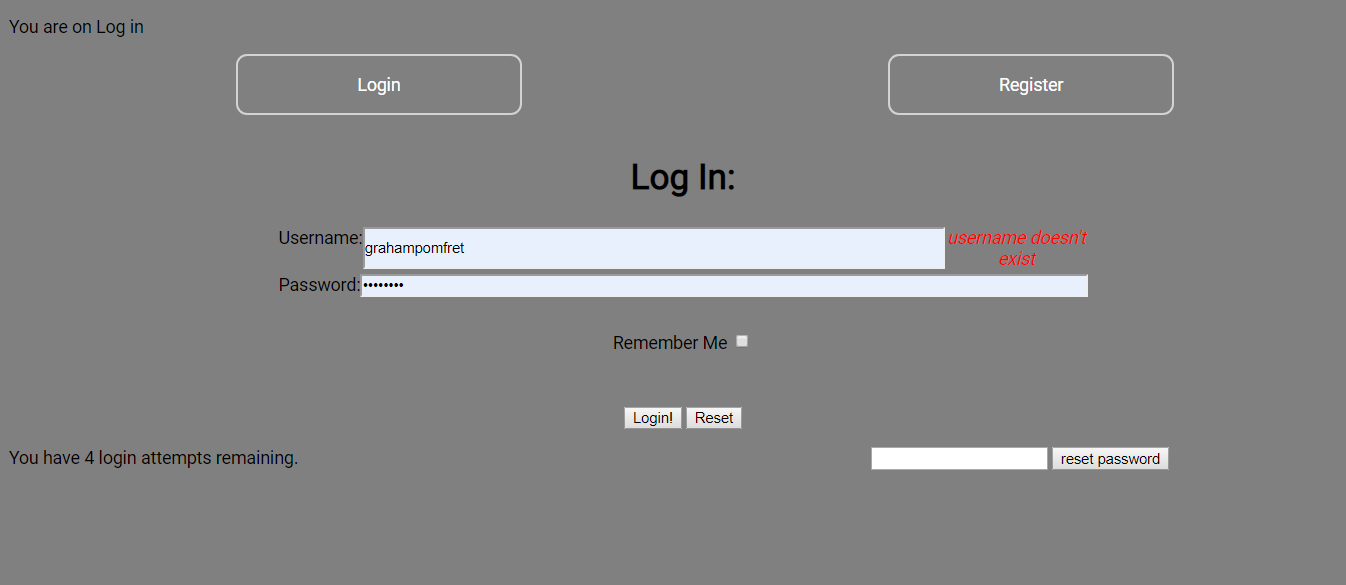 You are on Log in
Login
Register
Log In:
Username:
grahampomfret
username doesn't
exist
Password:
••••••••
Remember Me
Login! Reset
You have 4 login attempts remaining.
reset password